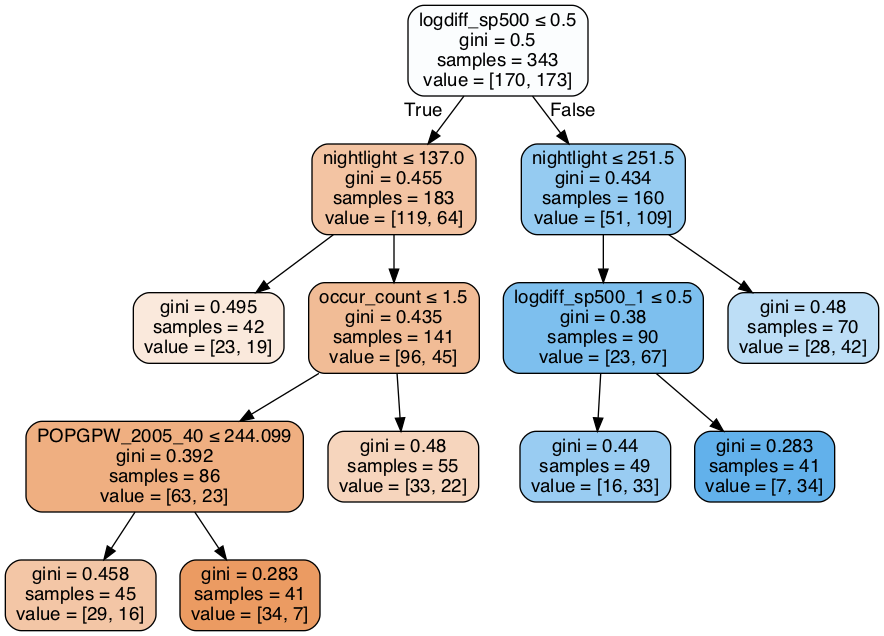 logdiff_sp500 ≤ 0.5
gini = 0.5
samples = 343
value = [170, 173]
True
False
nightlight ≤ 137.0
gini = 0.455
samples = 183
value = [119, 64]
nightlight ≤ 251.5
gini = 0.434
samples = 160
value = [51, 109]
gini = 0.495
samples = 42
value = [23, 19]
occur_count ≤ 1.5
gini = 0.435
samples = 141
value = [96, 45]
logdiff_sp500_1 ≤ 0.5
gini = 0.38
samples = 90
value = [23, 67]
gini = 0.48
samples = 70
value = [28, 42]
POPGPW_2005_40 ≤ 244.099
gini = 0.392
samples = 86
value = [63, 23]
gini = 0.48
samples = 55
value = [33, 22]
gini = 0.44
samples = 49
value = [16, 33]
gini = 0.283
samples = 41
value = [7, 34]
gini = 0.458
samples = 45
value = [29, 16]
gini = 0.283
samples = 41
value = [34, 7]